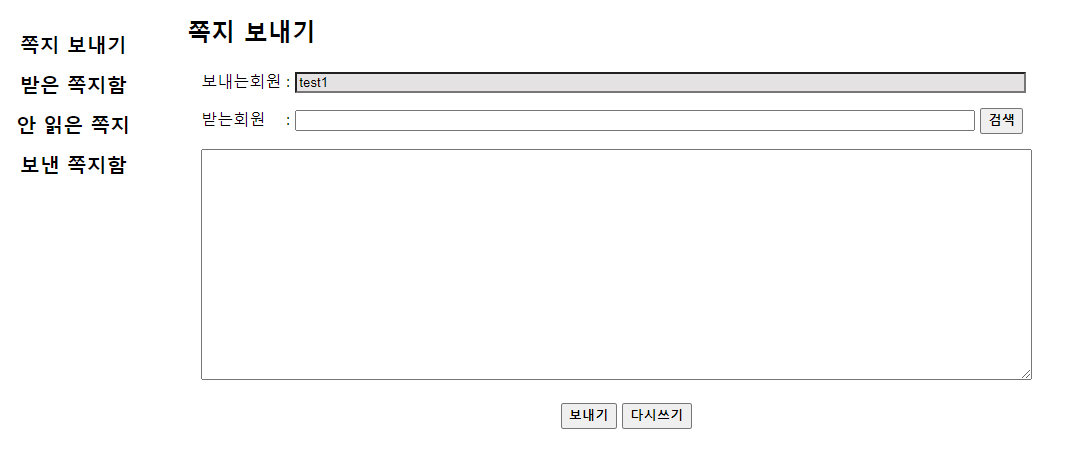 쪽지 보내기
받은 쪽지함
안 읽은 쪽지
보낸 쪽지함
쪽지 보내기
보내는회원 : test1
받는회원 : 검색
보내기 다시쓰기